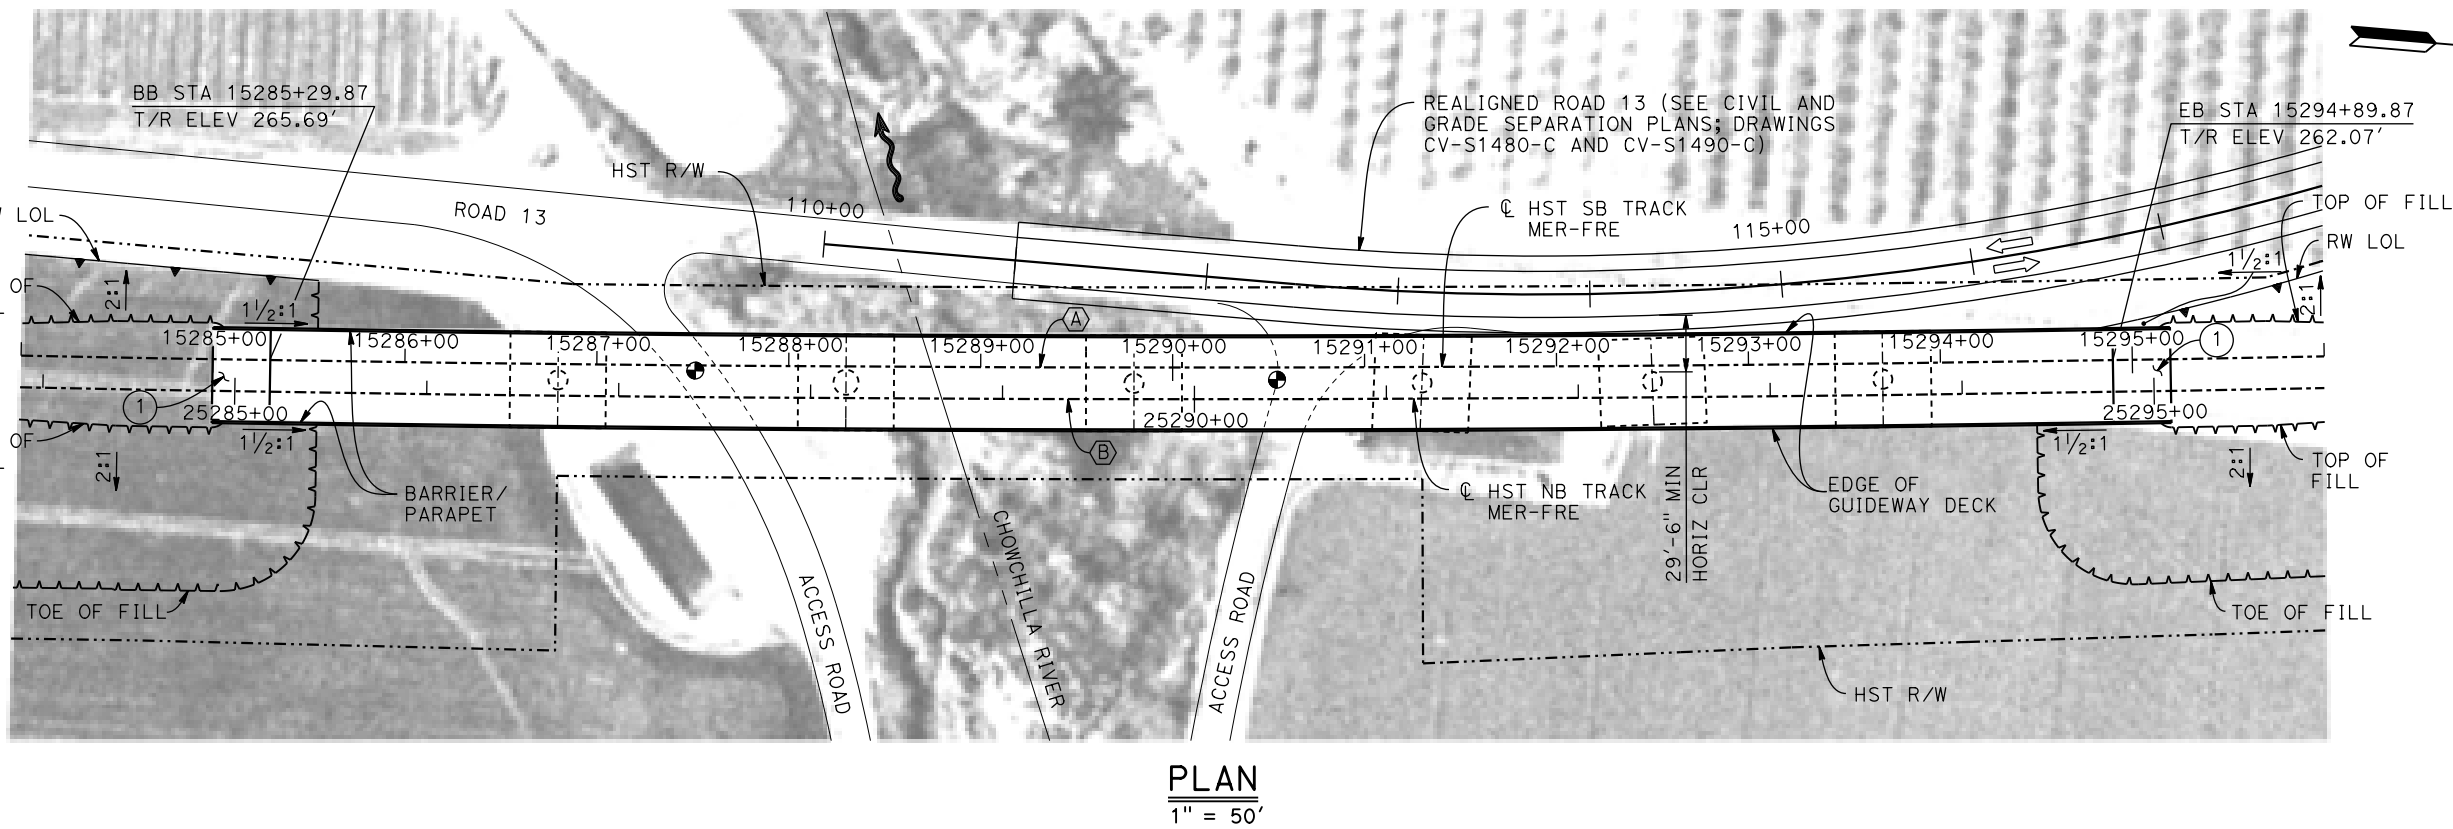 BB STA 15285+29.87
T/R ELEV 265.69'
REALIGNED ROAD 13 (SEE CIVIL AND
GRADE SEPARATION PLANS; DRAWINGS
CV-S1480-C AND CV-S1490-C)
EB STA 15294+89.87
T/R ELEV 262.07'
HST R/W
LOL
ROAD 13
110+00
℄ HST SB TRACK
MER-FRE
115+00
TOP OF FILL
RW LOL
OF
2:1
1½:1
1½:1
2:1
A
15285+00
15286+00
15287+00
15288+00
15289+00
15290+00
15291+00
15292+00
15293+00
15294+00
15295+00
1
1
25285+00
25290+00
25295+00
OF
1½:1
1½:1
2:1
2:1
B
BARRIER/
PARAPET
℄ HST NB TRACK
MER-FRE
29'-6" MIN
HORIZ CLR
EDGE OF
GUIDEWAY DECK
TOP OF
FILL
CHOWCHILLA RIVER
ACCESS ROAD
ACCESS ROAD
TOE OF FILL
TOE OF FILL
HST R/W
PLAN
1" = 50'